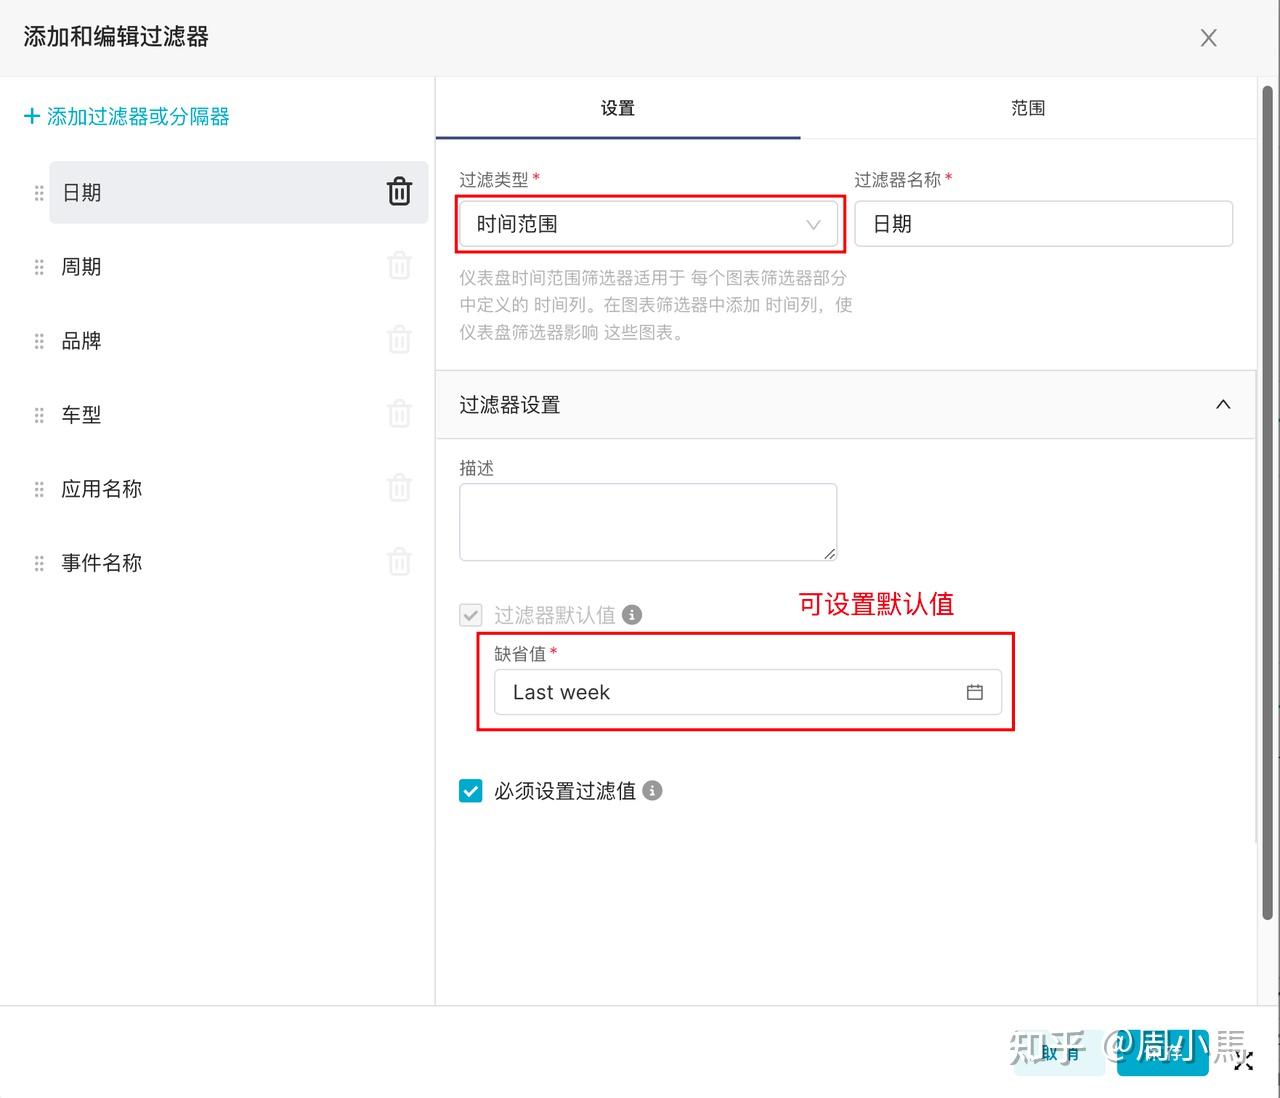 添加和编辑过滤器
+ 添加过滤器或分隔器
日期
周期
品牌
车型
应用名称
事件名称
设置
范围
过滤类型*
过滤器名称*
时间范围
日期
仪表盘时间范围筛选器适用于 每个图表筛选器部分
中定义的 时间列。在图表筛选器中添加 时间列，使
仪表盘筛选器影响 这些图表。
过滤器设置
描述
可设置默认值
过滤器默认值
缺省值*
Last week
必须设置过滤值
取消
保存
知乎 @周小馬